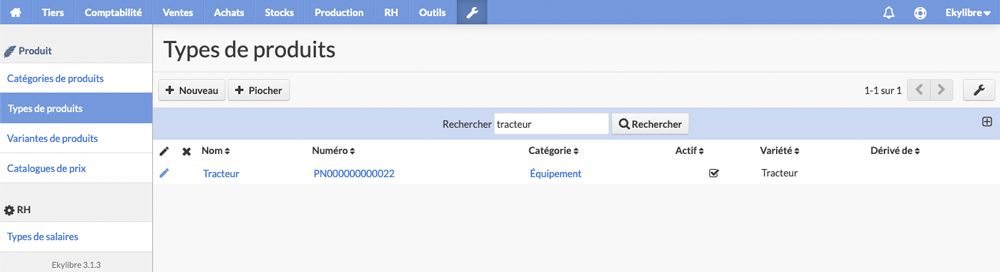 Tiers Comptabilité Ventes Achats Stocks Production RH Outils Ekylibre
Produit
Catégories de produits
Types de produits
Variantes de produits
Catalogues de prix
RH
Types de salaires
Ekylibre 3.1.3
Types de produits
Nouveau Piocher 1-1 sur 1
Rechercher tracteur Rechercher
Nom Numéro Catégorie Actif Variété Dérivé de
Tracteur PN000000000022 Équipement Tracteur